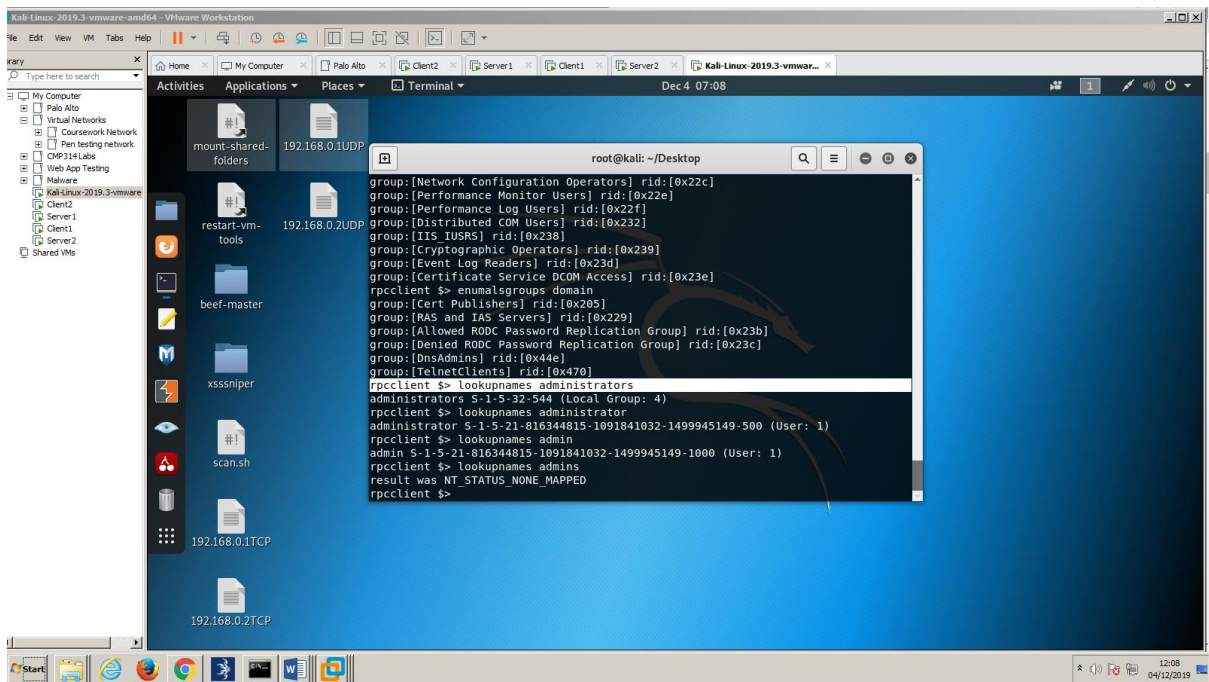 Kali-Linux-2019.3-vmware-amd64 - VMware Workstation
File Edit View VM Tabs Help
Library
Type here to search
Home
My Computer
Palo Alto
Client2
Server1
Client1
Server2
Kali-Linux-2019.3-vmwar...
My Computer
Palo Alto
Virtual Networks
Coursework Network
Pen testing network
CMP314 Labs
Web App Testing
Malware
Kali-Linux-2019.3-vmware
Client2
Server1
Client1
Server2
Shared VMs
Activities Applications Places Terminal Dec 4 07:08 1
mount-shared-folders
192.168.0.1UDP
restart-vm-tools
192.168.0.2UDP
beef-master
xsssniper
scan.sh
192.168.0.1TCP
192.168.0.2TCP
root@kali: ~/Desktop
group:[Network Configuration Operators] rid:[0x22c]
group:[Performance Monitor Users] rid:[0x22e]
group:[Performance Log Users] rid:[0x22f]
group:[Distributed COM Users] rid:[0x232]
group:[IIS_IUSRS] rid:[0x238]
group:[Cryptographic Operators] rid:[0x239]
group:[Event Log Readers] rid:[0x23d]
group:[Certificate Service DCOM Access] rid:[0x23e]
rpcclient $> enumalsgroups domain
group:[Cert Publishers] rid:[0x205]
group:[RAS and IAS Servers] rid:[0x229]
group:[Allowed RODC Password Replication Group] rid:[0x23b]
group:[Denied RODC Password Replication Group] rid:[0x23c]
group:[DnsAdmins] rid:[0x44e]
group:[TelnetClients] rid:[0x470]
rpcclient $> lookupnames administrators
administrators S-1-5-32-544 (Local Group: 4)
rpcclient $> lookupnames administrator
administrator S-1-5-21-816344815-1091841032-1499945149-500 (User: 1)
rpcclient $> lookupnames admin
admin S-1-5-21-816344815-1091841032-1499945149-1000 (User: 1)
rpcclient $> lookupnames admins
result was NT_STATUS_NONE_MAPPED
rpcclient $>
Start
12:08
04/12/2019